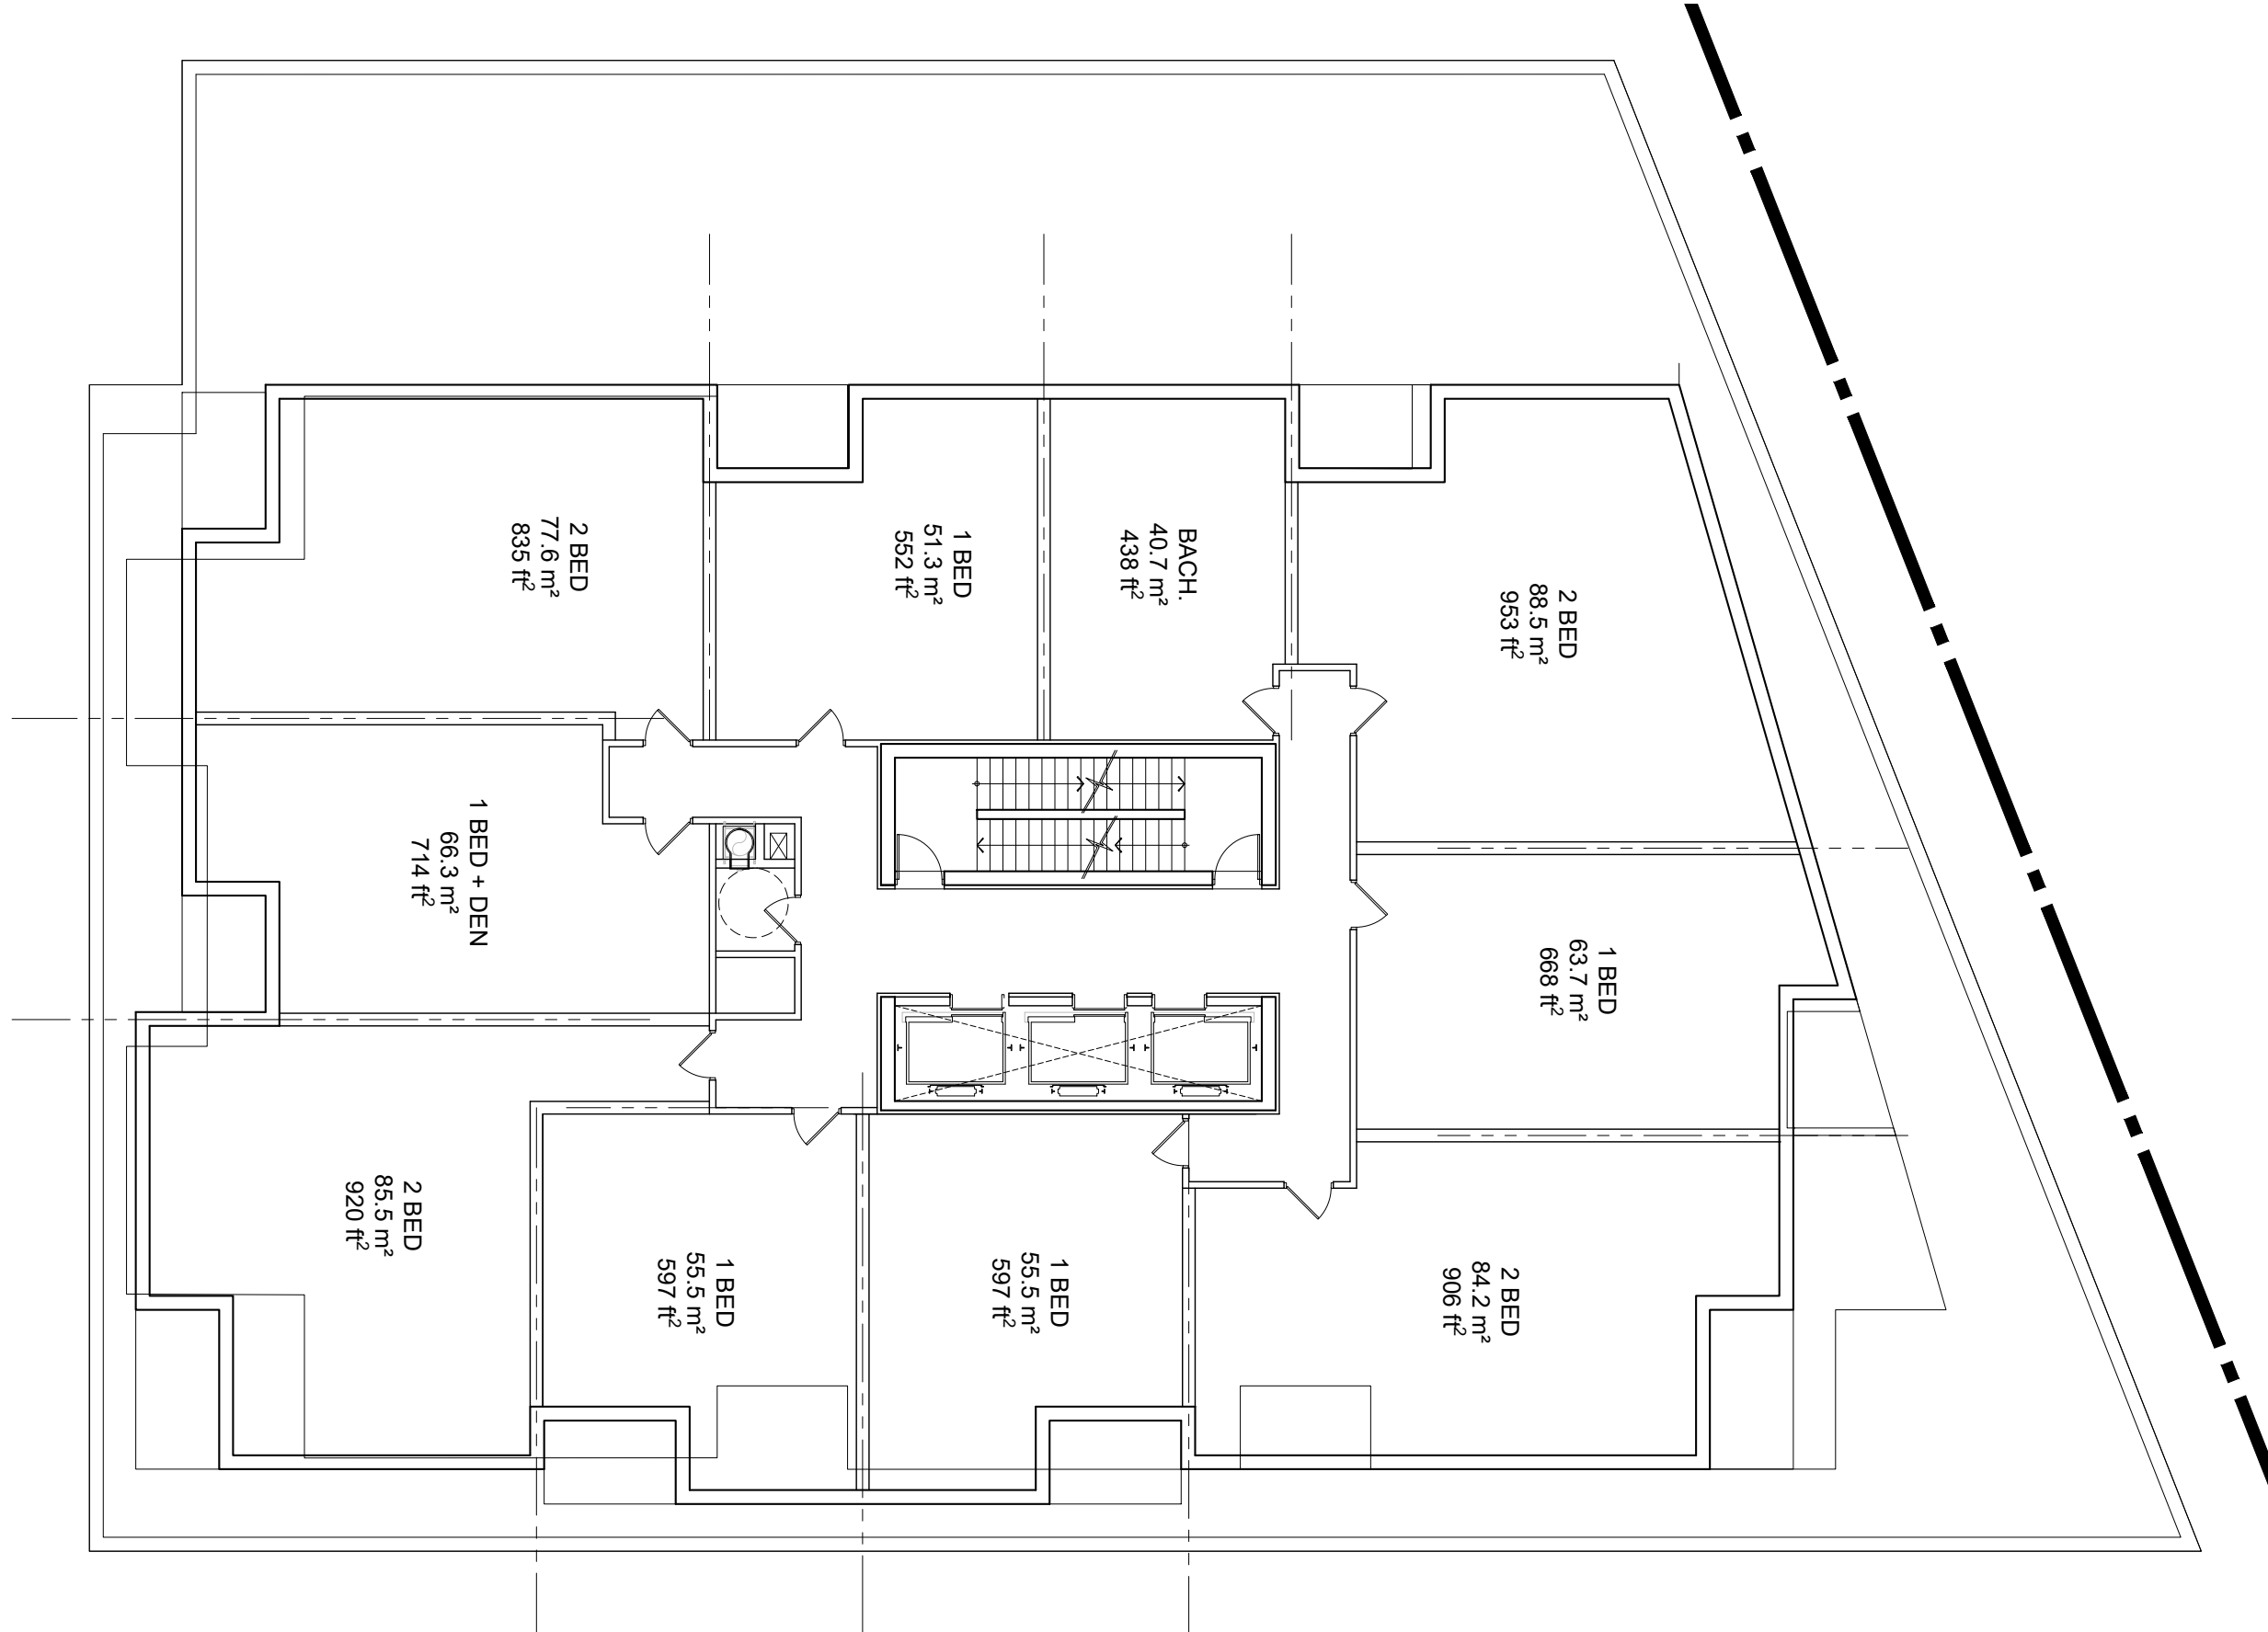 2 BED
77.6 m²
835 ft²
1 BED
51.3 m²
552 ft²
BACH.
40.7 m²
438 ft²
2 BED
88.5 m²
953 ft²
1 BED + DEN
66.3 m²
714 ft²
1 BED
63.7 m²
668 ft²
2 BED
85.5 m²
920 ft²
1 BED
55.5 m²
597 ft²
1 BED
55.5 m²
597 ft²
2 BED
84.2 m²
906 ft²